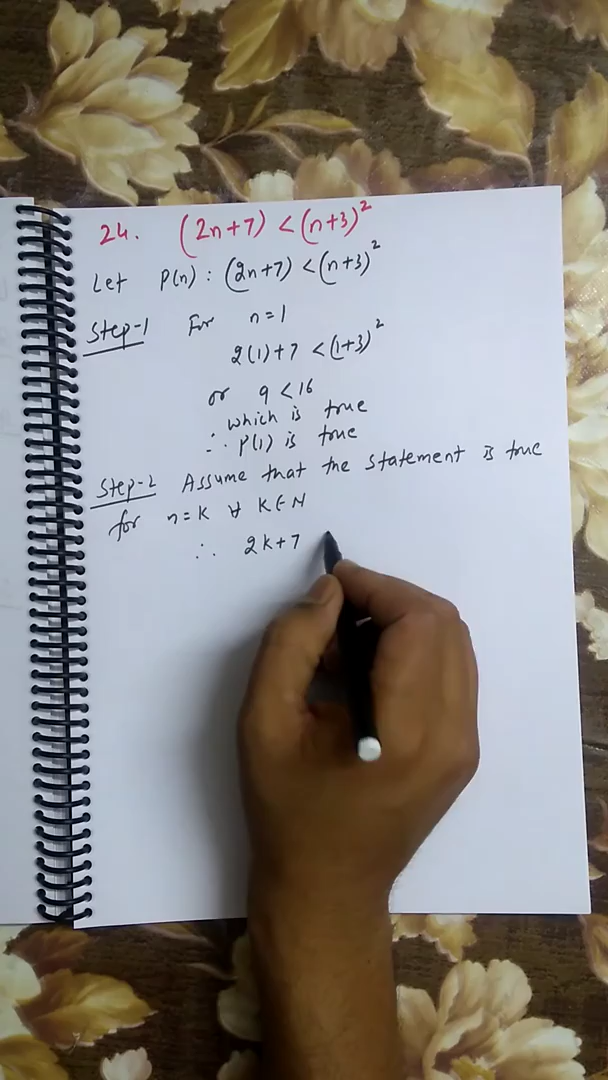 24. (2n+7) < (n+3)²
Let P(n) : (2n+7) < (n+3)²
Step-1 For n=1
2(1)+7 < (1+3)²
or 9 < 16
which is true
∴ P(1) is true
Step-2 Assume that the statement is true
for n=K ∀ K∈N
∴ 2K+7